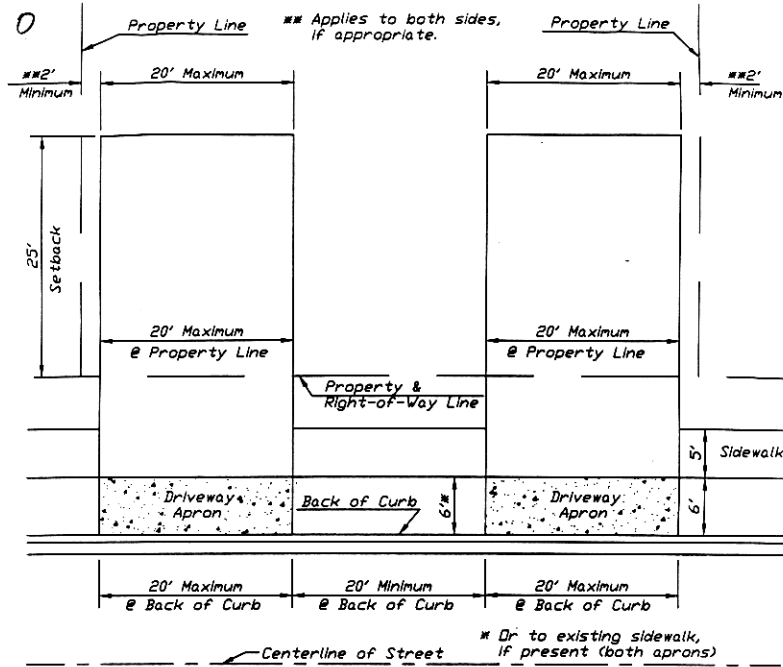 O
Property Line
** Applies to both sides,
if appropriate.
Property Line
**2'
Minimum
20' Maximum
20' Maximum
**2'
Minimum
25'
Setback
20' Maximum
@ Property Line
20' Maximum
@ Property Line
Property &
Right-of-Way Line
5'
Sidewalk
Driveway
Apron
Back of Curb
6'*
Driveway
Apron
6'
20' Maximum
@ Back of Curb
20' Minimum
@ Back of Curb
20' Maximum
@ Back of Curb
* Or to existing sidewalk,
if present (both aprons)
Centerline of Street